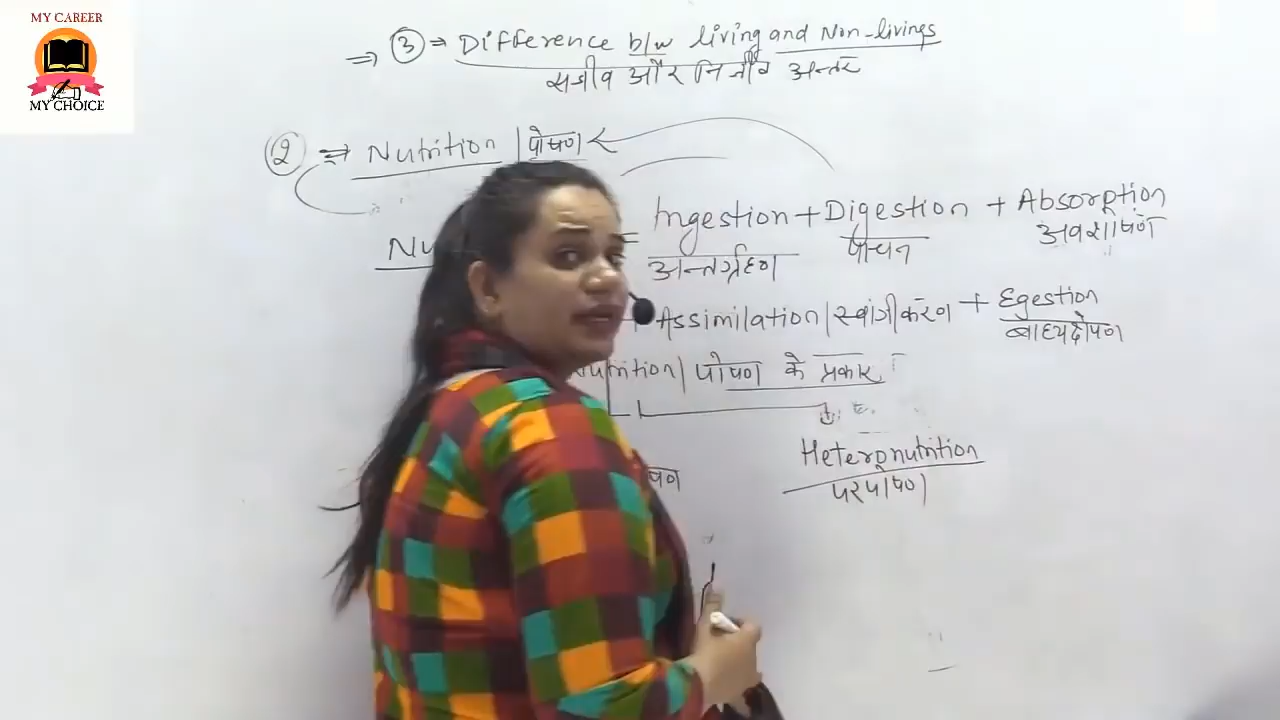 MY CAREER
MY CHOICE
⇒ ③ ⇒ Difference b/w living and Non-livings
सजीव और निर्जीव अन्तर
② ⇒ Nutrition | पोषण
= Ingestion + Digestion + Absorption
अन्तर्ग्रहण पाचन अवशोषण
+ Assimilation | स्वांगीकरण + Egestion
बाह्यक्षेपण
Nutrition | पोषण के प्रकार
Heteronutrition
परपोषण